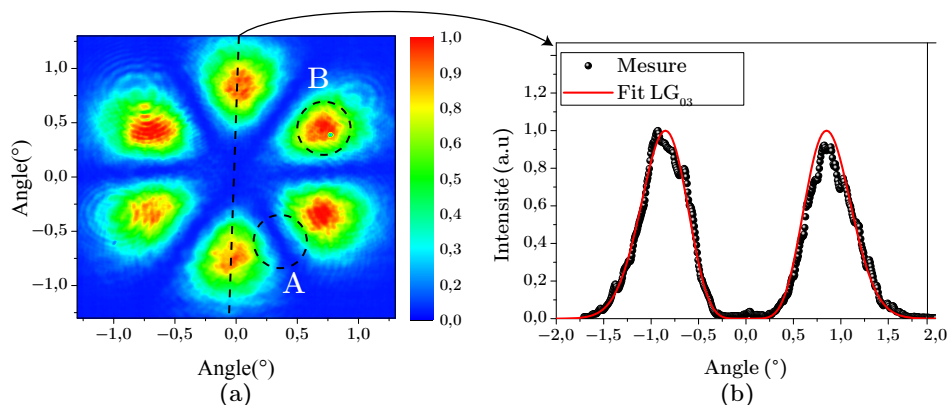 1,0
0,5
0,0
−0,5
−1,0
Angle(°)
−1,0 −0,5 0,0 0,5 1,0
Angle(°)
B
A
1,0
0,9
0,8
0,7
0,6
0,5
0,4
0,3
0,2
0,1
0,0
(a)
Mesure
Fit LG₀₃
1,2
1,0
0,8
0,6
0,4
0,2
0,0
Intensité (a.u)
−2,0 −1,5 −1,0 −0,5 0,0 0,5 1,0 1,5 2,0
Angle (°)
(b)